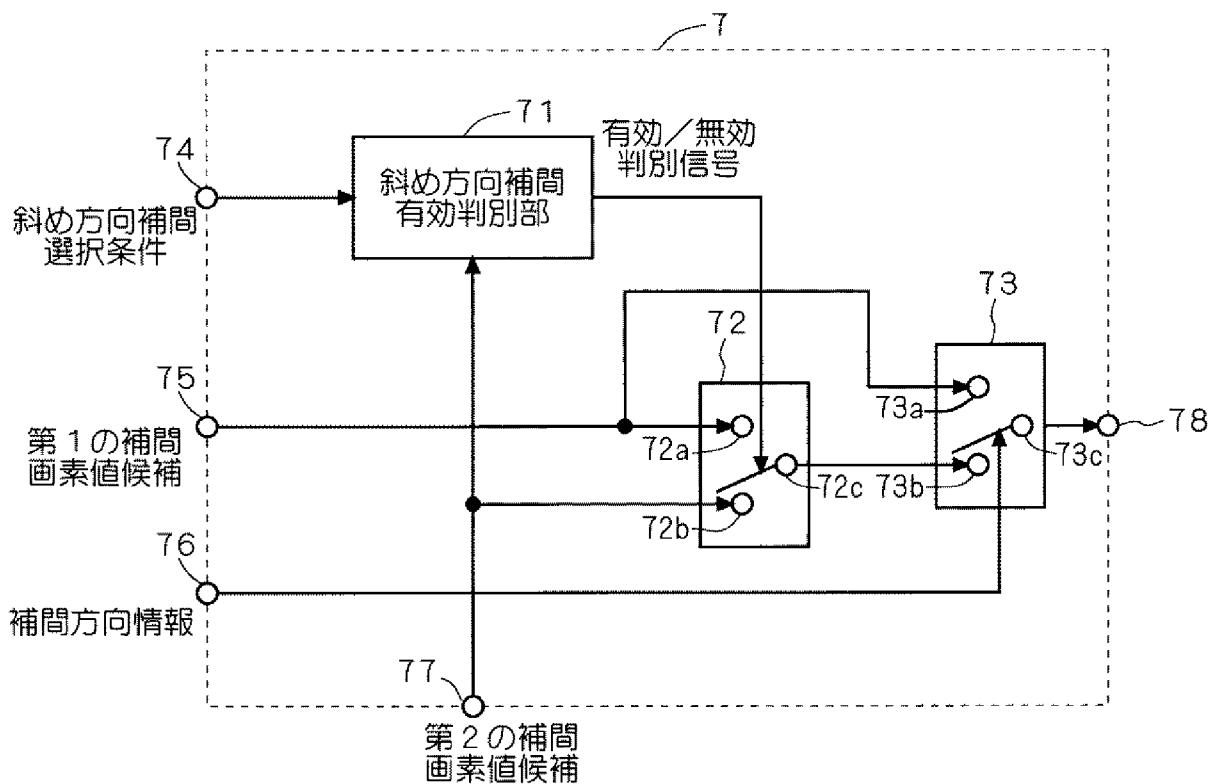 7
71
有効／無効
判別信号
74
斜め方向補間
有効判別部
斜め方向補間
選択条件
73
72
75
73a
78
第１の補間
画素値候補
72a
73c
72c
73b
72b
76
補間方向情報
77
第２の補間
画素値候補